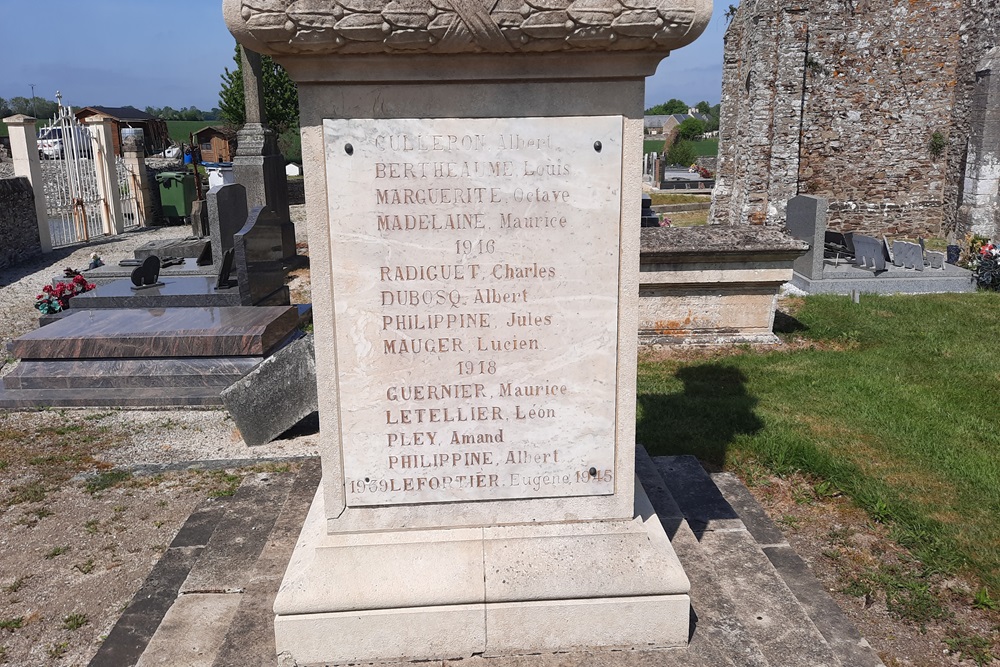 CULLERON Albert
BERTHEAUME Louis
MARGUERITE Octave
MADELAINE Maurice
1916
RADIGUET Charles
DUBOSQ Albert
PHILIPPINE Jules
MAUGER Lucien
1918
GUERNIER Maurice
LETELLIER Léon
PLEY Amand
PHILIPPINE Albert
1939 LEFORTIER Eugène 1945